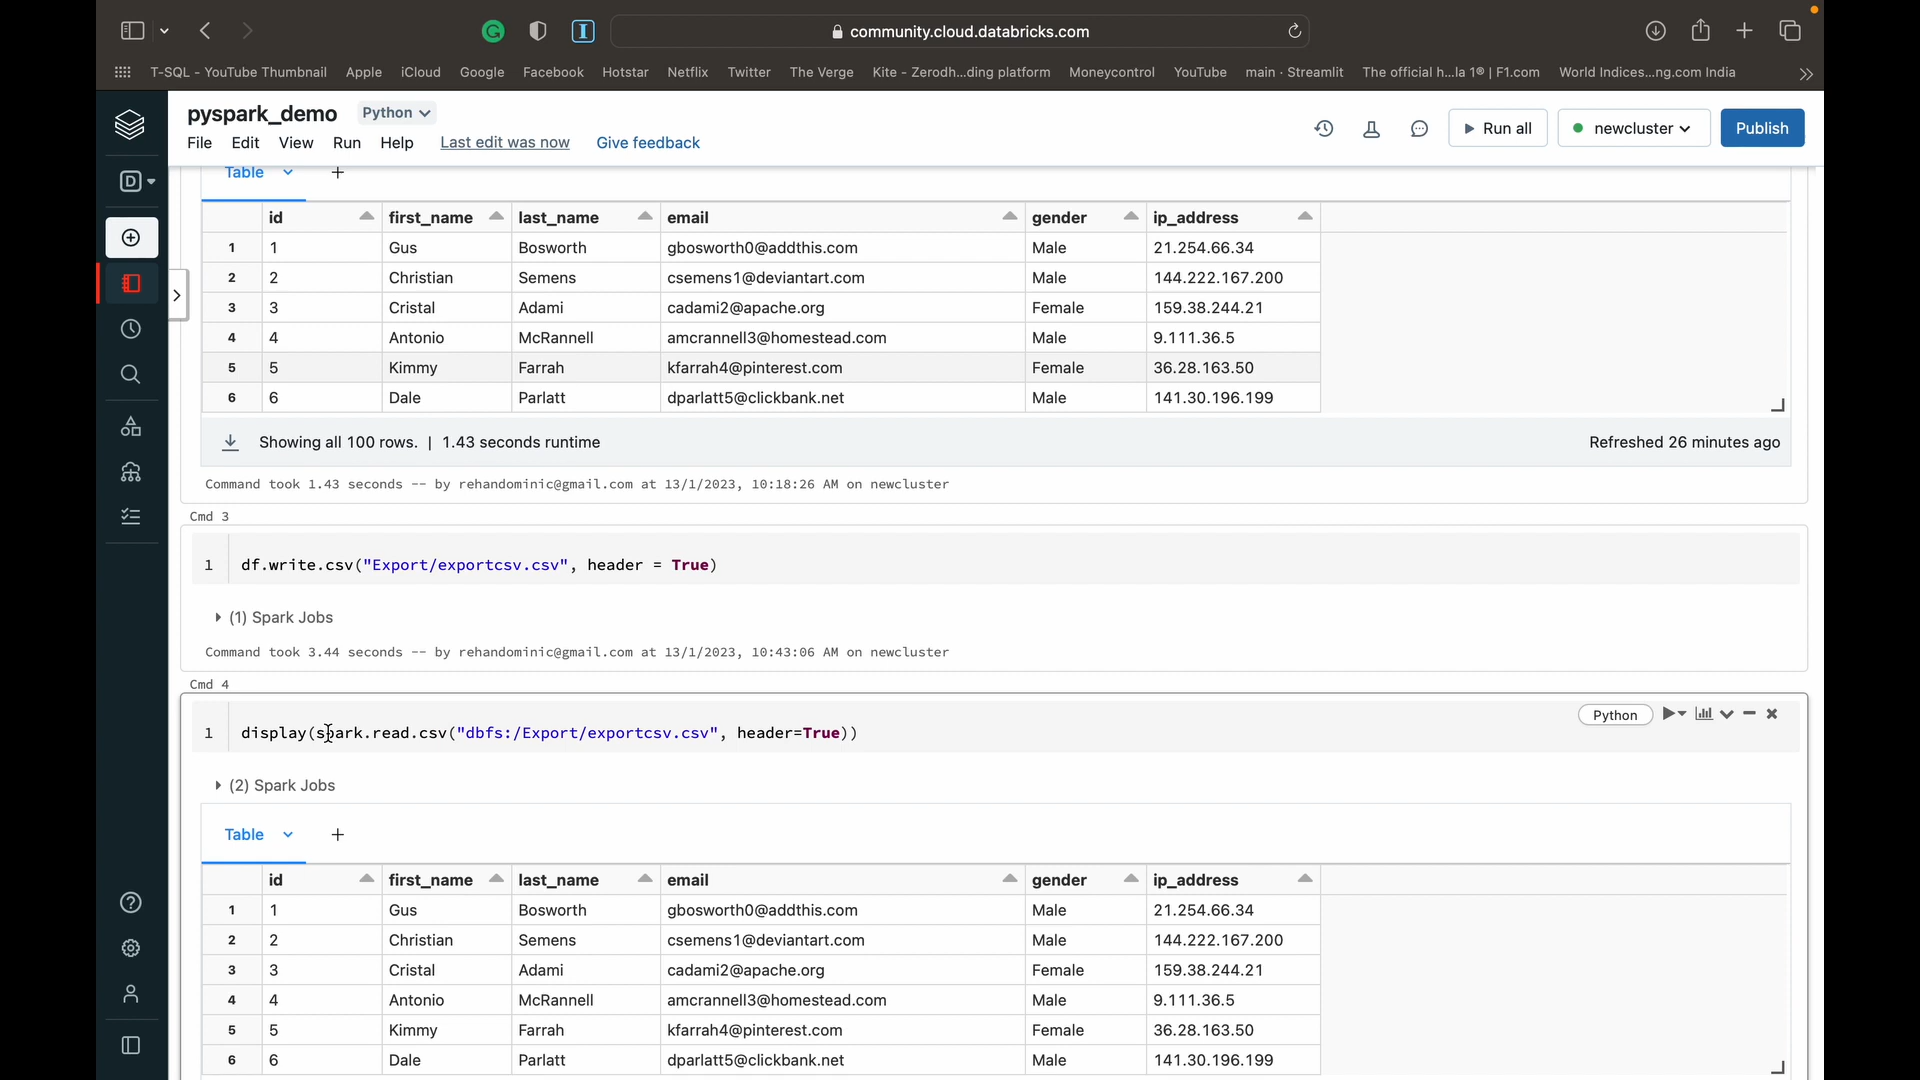 community.cloud.databricks.com
T-SQL - YouTube Thumbnail Apple iCloud Google Facebook Hotstar Netflix Twitter The Verge Kite - Zerodh...ding platform Moneycontrol YouTube main · Streamlit The official h...la 1® | F1.com World Indices...ng.com India
pyspark_demo Python
File Edit View Run Help Last edit was now Give feedback
Run all newcluster Publish
D
Table +
id first_name last_name email gender ip_address
1 1 Gus Bosworth gbosworth0@addthis.com Male 21.254.66.34
2 2 Christian Semens csemens1@deviantart.com Male 144.222.167.200
3 3 Cristal Adami cadami2@apache.org Female 159.38.244.21
4 4 Antonio McRannell amcrannell3@homestead.com Male 9.111.36.5
5 5 Kimmy Farrah kfarrah4@pinterest.com Female 36.28.163.50
6 6 Dale Parlatt dparlatt5@clickbank.net Male 141.30.196.199
Showing all 100 rows. | 1.43 seconds runtime Refreshed 26 minutes ago
Command took 1.43 seconds -- by rehandominic@gmail.com at 13/1/2023, 10:18:26 AM on newcluster
Cmd 3
1 df.write.csv("Export/exportcsv.csv", header = True)
(1) Spark Jobs
Command took 3.44 seconds -- by rehandominic@gmail.com at 13/1/2023, 10:43:06 AM on newcluster
Cmd 4
Python
1 display(spark.read.csv("dbfs:/Export/exportcsv.csv", header=True))
(2) Spark Jobs
Table +
id first_name last_name email gender ip_address
1 1 Gus Bosworth gbosworth0@addthis.com Male 21.254.66.34
2 2 Christian Semens csemens1@deviantart.com Male 144.222.167.200
3 3 Cristal Adami cadami2@apache.org Female 159.38.244.21
4 4 Antonio McRannell amcrannell3@homestead.com Male 9.111.36.5
5 5 Kimmy Farrah kfarrah4@pinterest.com Female 36.28.163.50
6 6 Dale Parlatt dparlatt5@clickbank.net Male 141.30.196.199